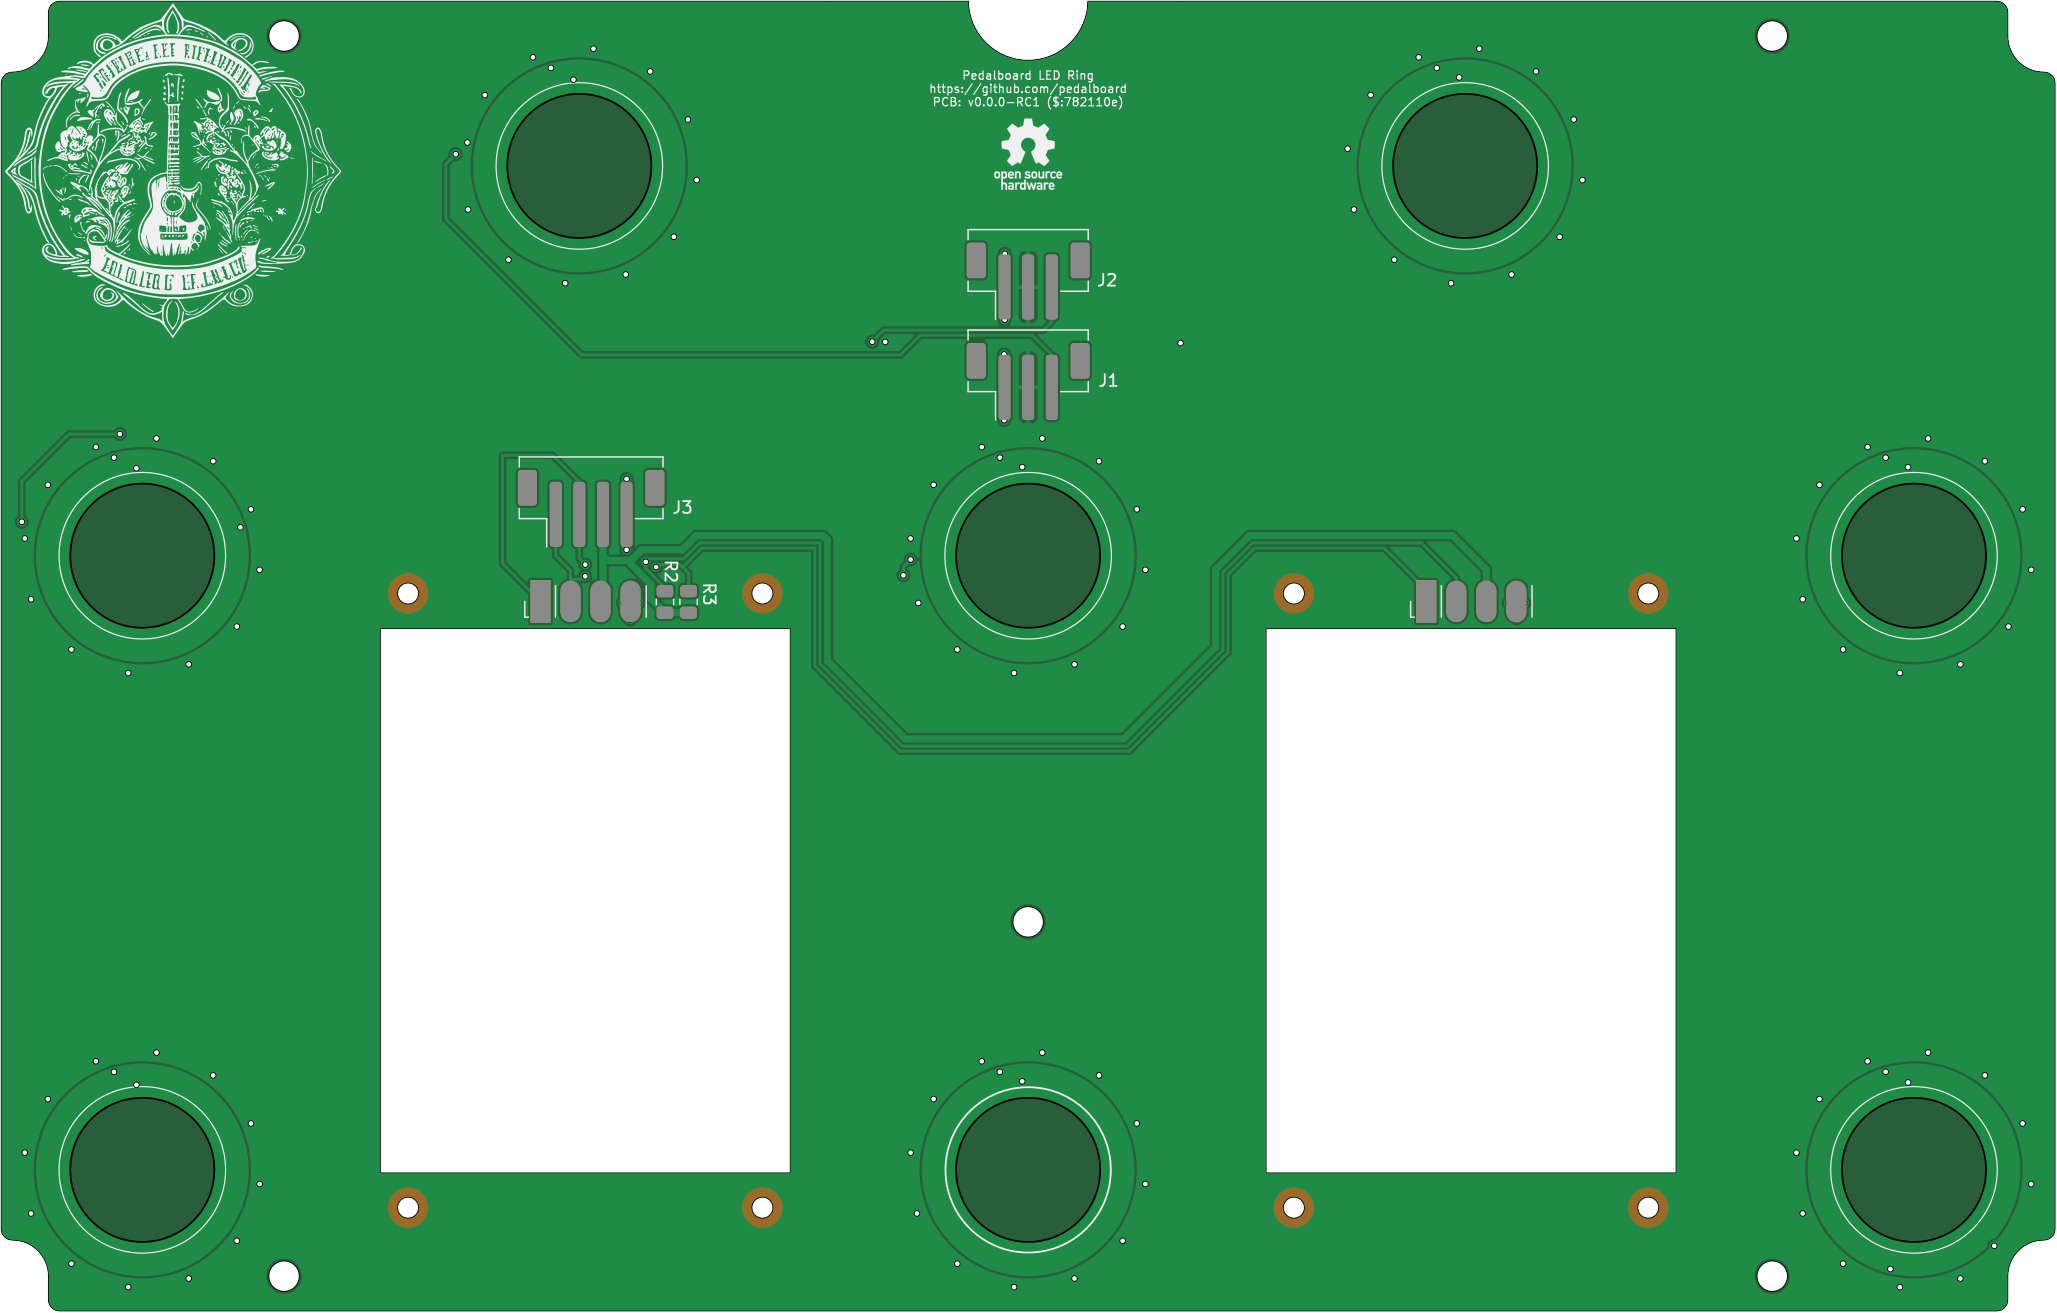 Pedalboard LED Ring
https://github.com/pedalboard
PCB: v0.0.0-RC1 ($:782110e)
open source
hardware
J2
J1
J3
R2
R3